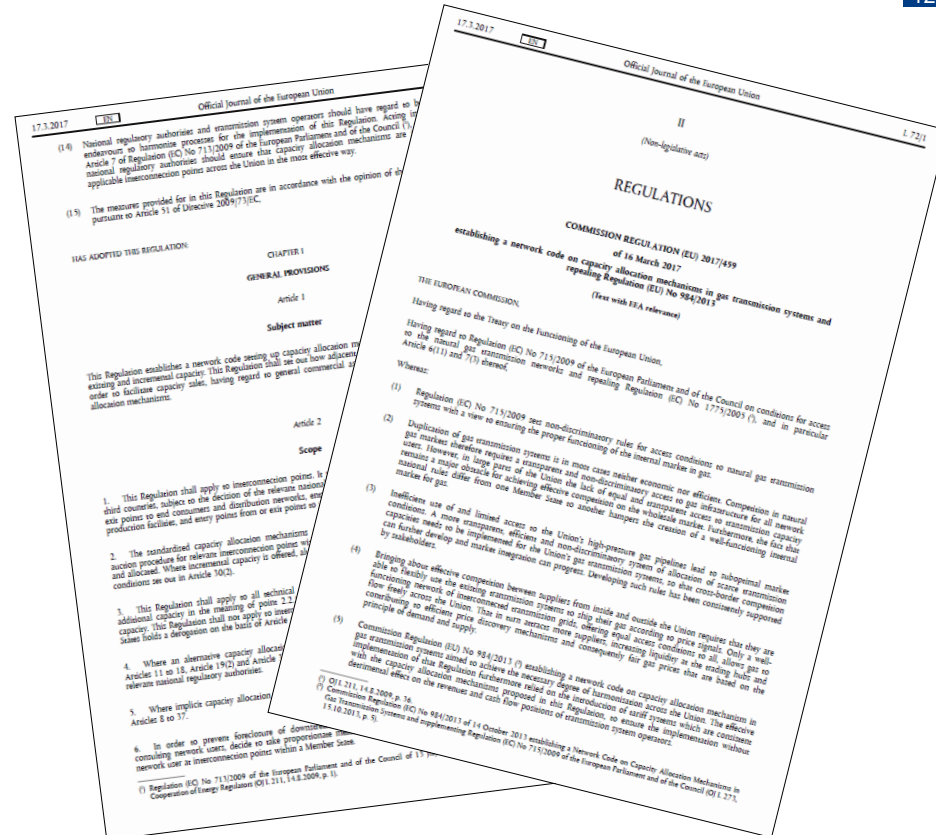 12
17.3.2017 EN Official Journal of the European Union
(14) National regulatory authorities and transmission system operators should have regard to b
endeavours to harmonise processes for the implementation of this Regulation. Acting in
Article 7 of Regulation (EC) No 713/2009 of the European Parliament and of the Council (¹),
national regulatory authorities should ensure that capacity allocation mechanisms are
applicable interconnection points across the Union in the most effective way.
(15) The measures provided for in this Regulation are in accordance with the opinion of th
pursuant to Article 51 of Directive 2009/73/EC,
HAS ADOPTED THIS REGULATION:
CHAPTER I
GENERAL PROVISIONS
Article 1
Subject matter
This Regulation establishes a network code setting up capacity allocation m
existing and incremental capacity. This Regulation shall set out how adjacent
order to facilitate capacity sales, having regard to general commercial a
allocation mechanisms.
Article 2
Scope
1. This Regulation shall apply to interconnection points. It
third countries, subject to the decision of the relevant nationa
exit points to end consumers and distribution networks, en
production facilities, and entry points from or exit points to
2. The standardised capacity allocation mechanisms
auction procedure for relevant interconnection points wi
and allocated. Where incremental capacity is offered, al
conditions set out in Article 30(2).
3. This Regulation shall apply to all technical
additional capacity in the meaning of point 2.2.
capacity. This Regulation shall not apply to inter
States holds a derogation on the basis of Article
4. Where an alternative capacity allocati
Articles 11 to 18, Article 19(2) and Article
relevant national regulatory authorities.
5. Where implicit capacity allocation
Articles 8 to 37.
6. In order to prevent foreclosure of downstr
consulting network users, decide to take proportionate me
network user at interconnection points within a Member State.
(¹) Regulation (EC) No 713/2009 of the European Parliament and of the Council of 13 J
Cooperation of Energy Regulators (OJ L 211, 14.8.2009, p. 1).
17.3.2017 EN Official Journal of the European Union L 72/1
II
(Non-legislative acts)
REGULATIONS
COMMISSION REGULATION (EU) 2017/459
of 16 March 2017
establishing a network code on capacity allocation mechanisms in gas transmission systems and
repealing Regulation (EU) No 984/2013
(Text with EEA relevance)
THE EUROPEAN COMMISSION,
Having regard to the Treaty on the Functioning of the European Union,
Having regard to Regulation (EC) No 715/2009 of the European Parliament and of the Council on conditions for access
to the natural gas transmission networks and repealing Regulation (EC) No 1775/2005 (¹), and in particular
Article 6(11) and 7(3) thereof,
Whereas:
(1) Regulation (EC) No 715/2009 sets non-discriminatory rules for access conditions to natural gas transmission
systems with a view to ensuring the proper functioning of the internal market in gas.
(2) Duplication of gas transmission systems is in most cases neither economic nor efficient. Competition in natural
gas markets therefore requires a transparent and non-discriminatory access to gas infrastructure for all network
users. However, in large parts of the Union the lack of equal and transparent access to transmission capacity
remains a major obstacle for achieving effective competition on the wholesale market. Furthermore, the fact that
national rules differ from one Member State to another hampers the creation of a well-functioning internal
market for gas.
(3) Inefficient use of and limited access to the Union's high-pressure gas pipelines lead to suboptimal market
conditions. A more transparent, efficient and non-discriminatory system of allocation of scarce transmission
capacities needs to be implemented for the Union's gas transmission systems, so that cross-border competition
can further develop and market integration can progress. Developing such rules has been consistently supported
by stakeholders.
(4) Bringing about effective competition between suppliers from inside and outside the Union requires that they are
able to flexibly use the existing transmission systems to ship their gas according to price signals. Only a well-
functioning network of interconnected transmission grids, offering equal access conditions to all, allows gas to
flow freely across the Union. That in turn attracts more suppliers, increasing liquidity at the trading hubs and
contributing to efficient price discovery mechanisms and consequently fair gas prices that are based on the
principle of demand and supply.
(5) Commission Regulation (EU) No 984/2013 (²) establishing a network code on capacity allocation mechanism in
gas transmission systems aimed to achieve the necessary degree of harmonisation across the Union. The effective
implementation of that Regulation furthermore relied on the introduction of tariff systems which are consistent
with the capacity allocation mechanisms proposed in this Regulation, so to ensure the implementation without
detrimental effect on the revenues and cash flow positions of transmission system operators.
(¹) OJ L 211, 14.8.2009, p. 36.
(²) Commission Regulation (EU) No 984/2013 of 14 October 2013 establishing a Network Code on Capacity Allocation Mechanisms in
Gas Transmission Systems and supplementing Regulation (EC) No 715/2009 of the European Parliament and of the Council (OJ L 273,
15.10.2013, p. 5).